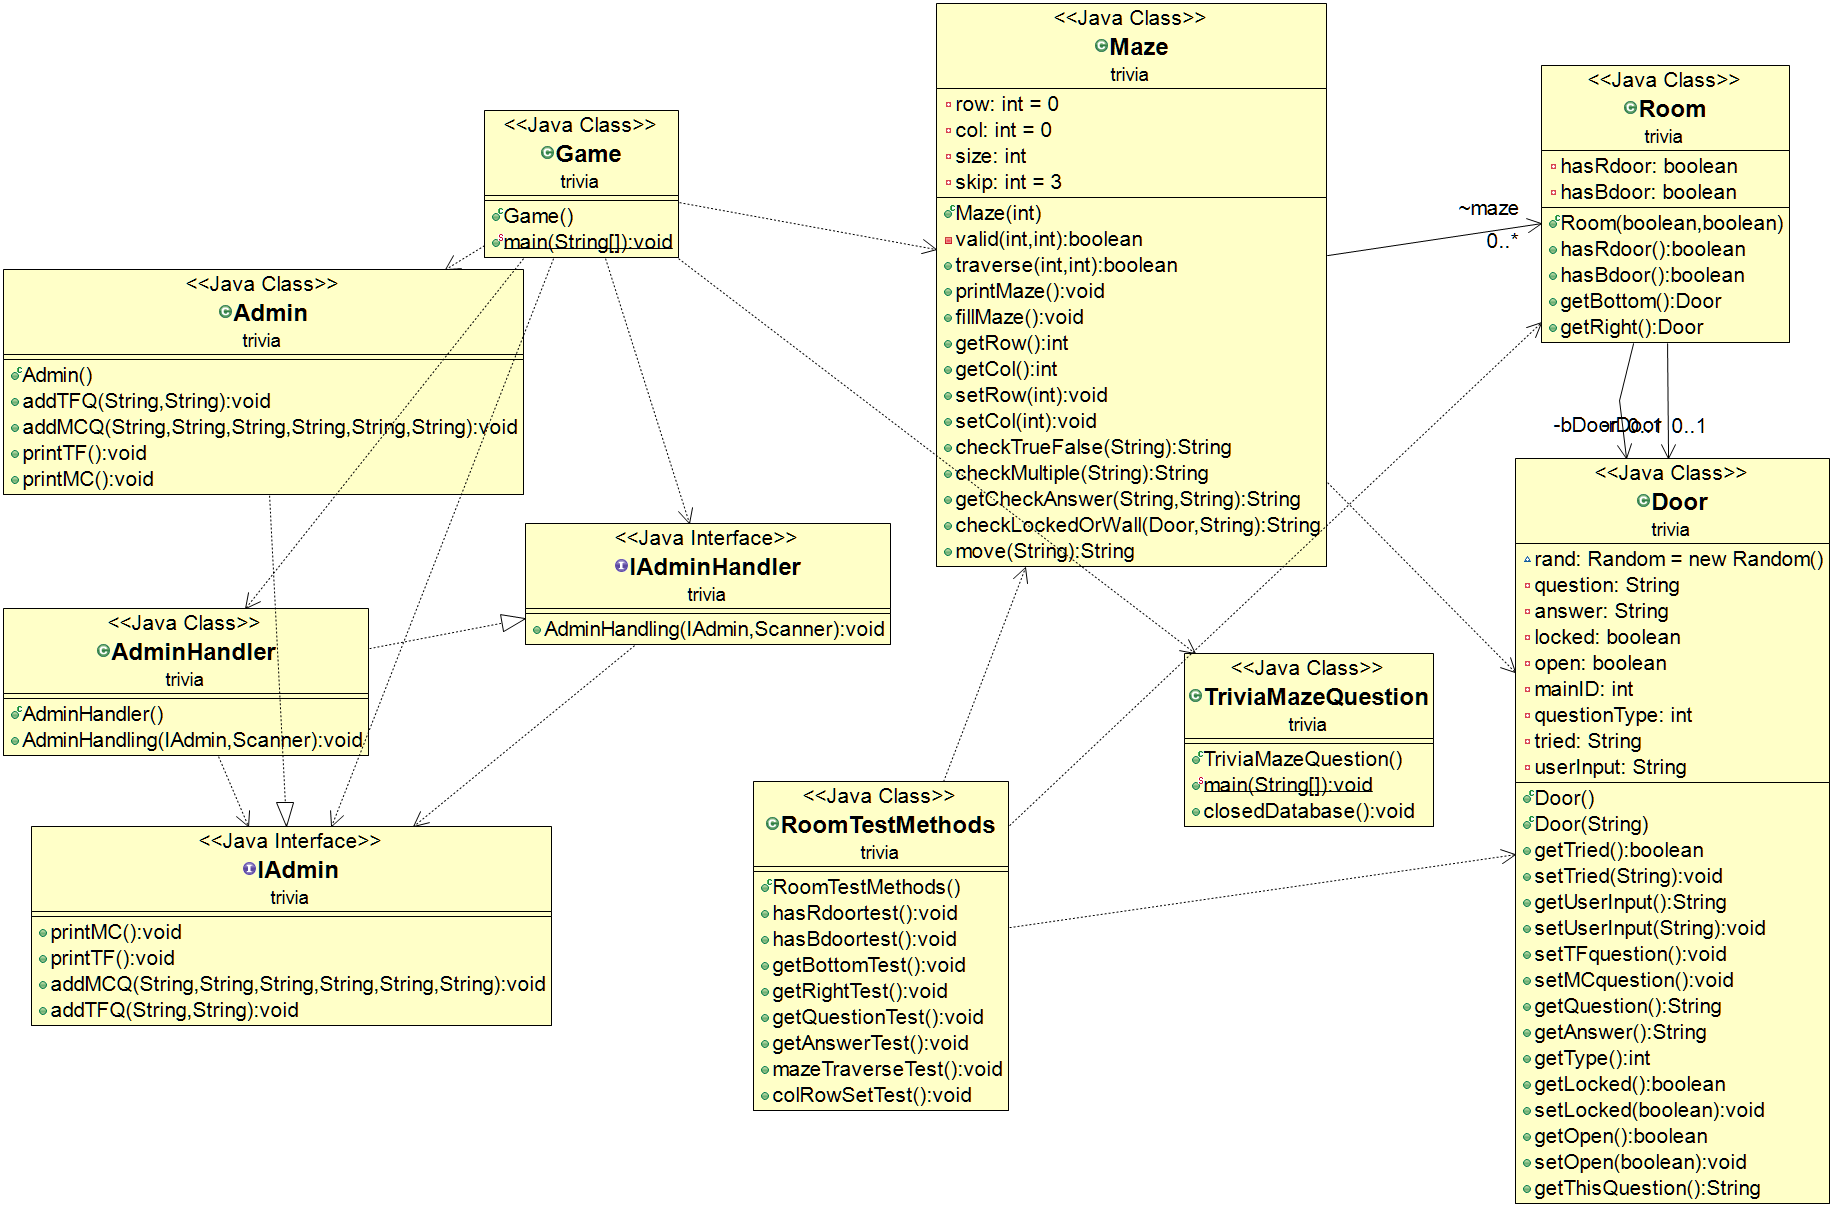 <<Java Class>>
Game
trivia
Game()
main(String[]):void
<<Java Class>>
Maze
trivia
row: int = 0
col: int = 0
size: int
skip: int = 3
Maze(int)
valid(int,int):boolean
traverse(int,int):boolean
printMaze():void
fillMaze():void
getRow():int
getCol():int
setRow(int):void
setCol(int):void
checkTrueFalse(String):String
checkMultiple(String):String
getCheckAnswer(String,String):String
checkLockedOrWall(Door,String):String
move(String):String
~maze
0..*
<<Java Class>>
Room
trivia
hasRdoor: boolean
hasBdoor: boolean
Room(boolean,boolean)
hasRdoor():boolean
hasBdoor():boolean
getBottom():Door
getRight():Door
<<Java Class>>
Admin
trivia
Admin()
addTFQ(String,String):void
addMCQ(String,String,String,String,String,String):void
printTF():void
printMC():void
<<Java Interface>>
IAdminHandler
trivia
AdminHandling(IAdmin,Scanner):void
-bDoor
0..1
<<Java Class>>
Door
trivia
rand: Random = new Random()
question: String
answer: String
locked: boolean
open: boolean
mainID: int
questionType: int
tried: String
userInput: String
Door()
Door(String)
getTried():boolean
setTried(String):void
getUserInput():String
setUserInput(String):void
setTFquestion():void
setMCquestion():void
getQuestion():String
getAnswer():String
getType():int
getLocked():boolean
setLocked(boolean):void
getOpen():boolean
setOpen(boolean):void
getThisQuestion():String
<<Java Class>>
AdminHandler
trivia
AdminHandler()
AdminHandling(IAdmin,Scanner):void
<<Java Class>>
TriviaMazeQuestion
trivia
TriviaMazeQuestion()
main(String[]):void
closedDatabase():void
<<Java Class>>
RoomTestMethods
trivia
RoomTestMethods()
hasRdoortest():void
hasBdoortest():void
getBottomTest():void
getRightTest():void
getQuestionTest():void
getAnswerTest():void
mazeTraverseTest():void
colRowSetTest():void
<<Java Interface>>
IAdmin
trivia
printMC():void
printTF():void
addMCQ(String,String,String,String,String,String):void
addTFQ(String,String):void